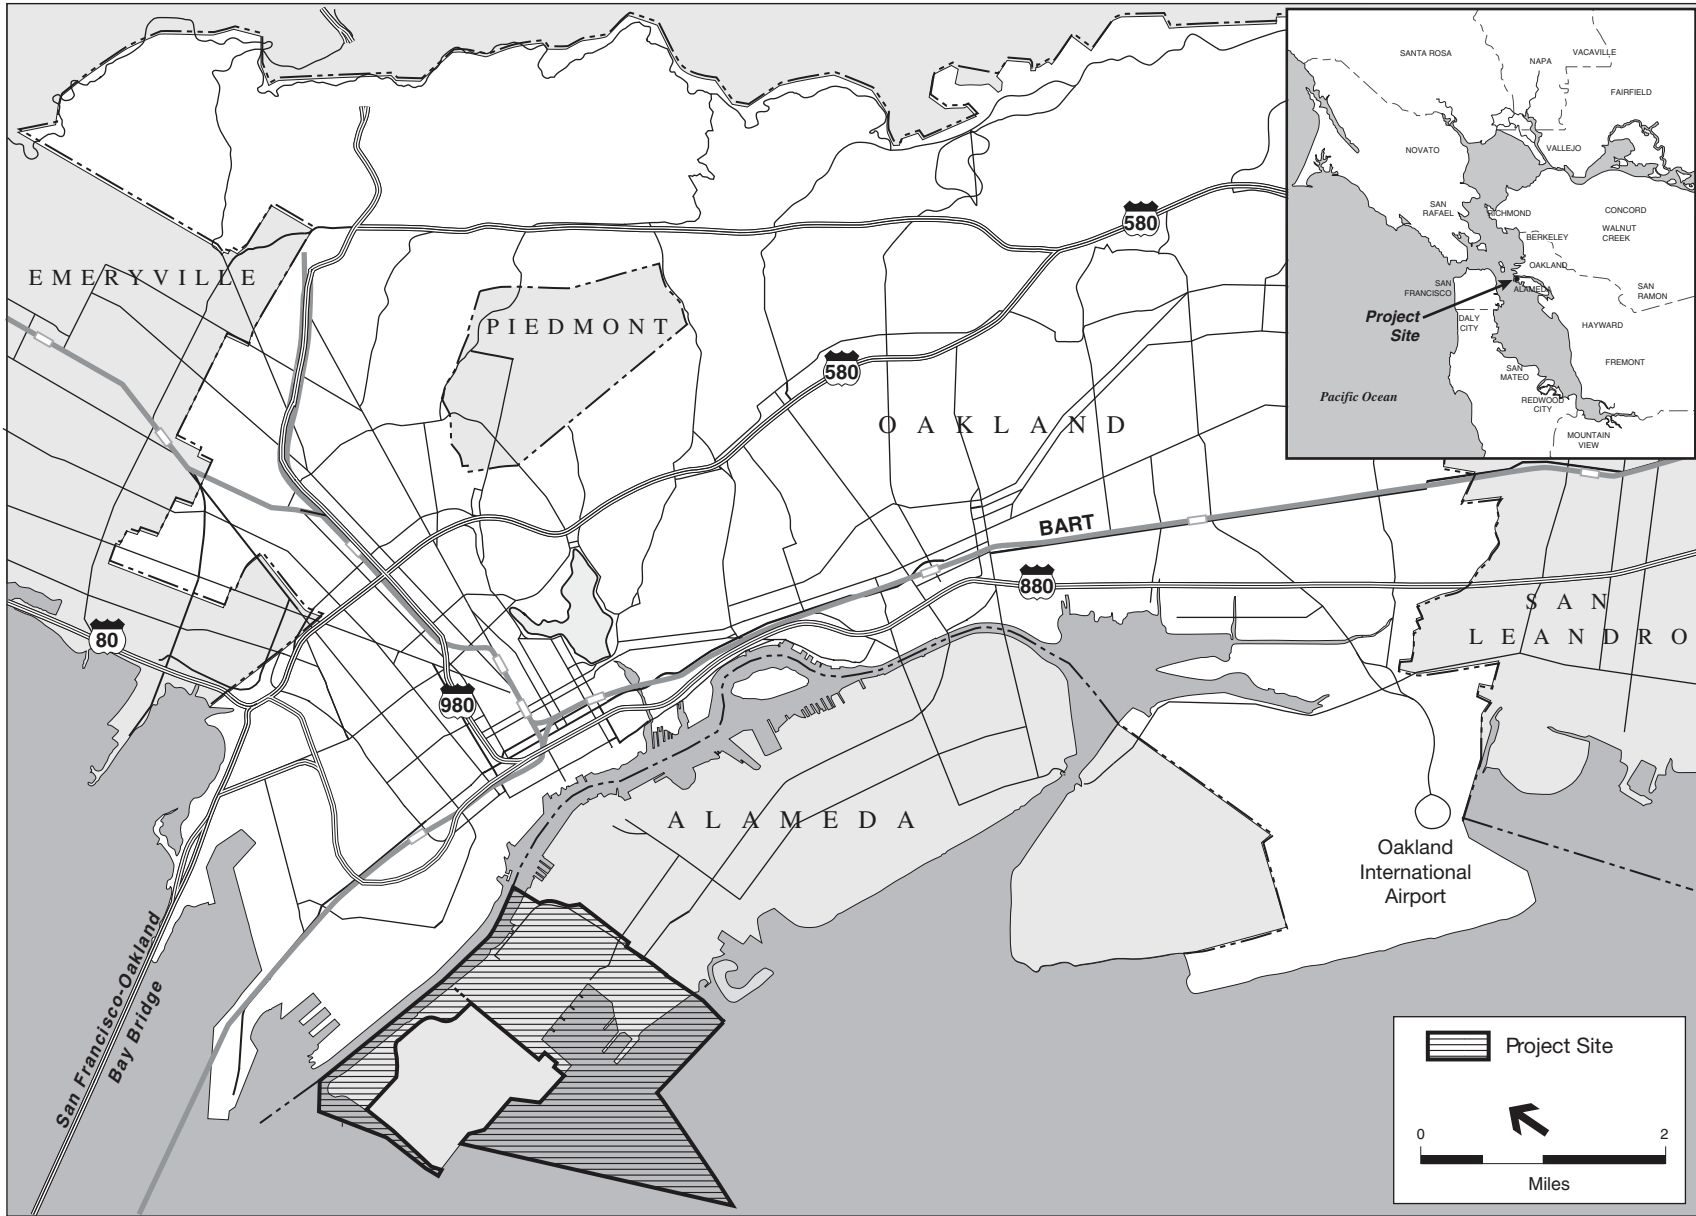 EMERYVILLE
PIEDMONT
OAKLAND
580
580
BART
880
SAN
LEANDRO
80
980
ALAMEDA
Oakland
International
Airport
San Francisco-Oakland
Bay Bridge
SANTA ROSA
VACAVILLE
NAPA
FAIRFIELD
NOVATO
VALLEJO
SAN
RAFAEL
RICHMOND
CONCORD
WALNUT
CREEK
BERKELEY
OAKLAND
SAN
FRANCISCO
ALAMEDA
SAN
RAMON
Project
Site
DALY
CITY
HAYWARD
FREMONT
SAN
MATEO
Pacific Ocean
REDWOOD
CITY
MOUNTAIN
VIEW
Project Site
0
2
Miles